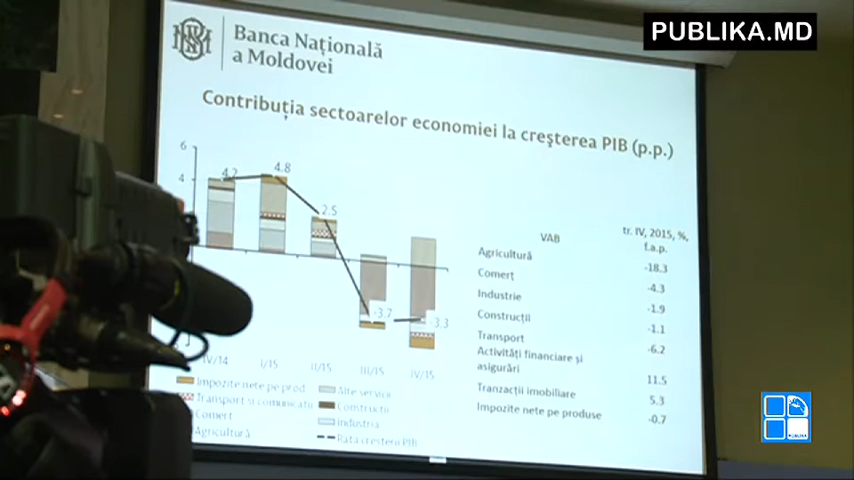 PUBLIKA.MD
Banca Națională
a Moldovei
Contribuția sectoarelor economiei la creșterea PIB (p.p.)
6
4
4.2
4.8
2.5
-3.7
-3.3
IV/14
I/15
II/15
III/15
IV/15
Impozite nete pe prod.
Alte servicii
Transport și comunicații
Construcții
Comert
Industria
Agricultură
Rata creșterii PIB
VAB
tr. IV, 2015, %,
f.a.p.
Agricultură -18.3
Comert -4.3
Industrie -1.9
Construcții -1.1
Transport -6.2
Activități financiare și
asigurări 11.5
Tranzacții imobiliare 5.3
Impozite nete pe produse -0.7
PUBLIKA